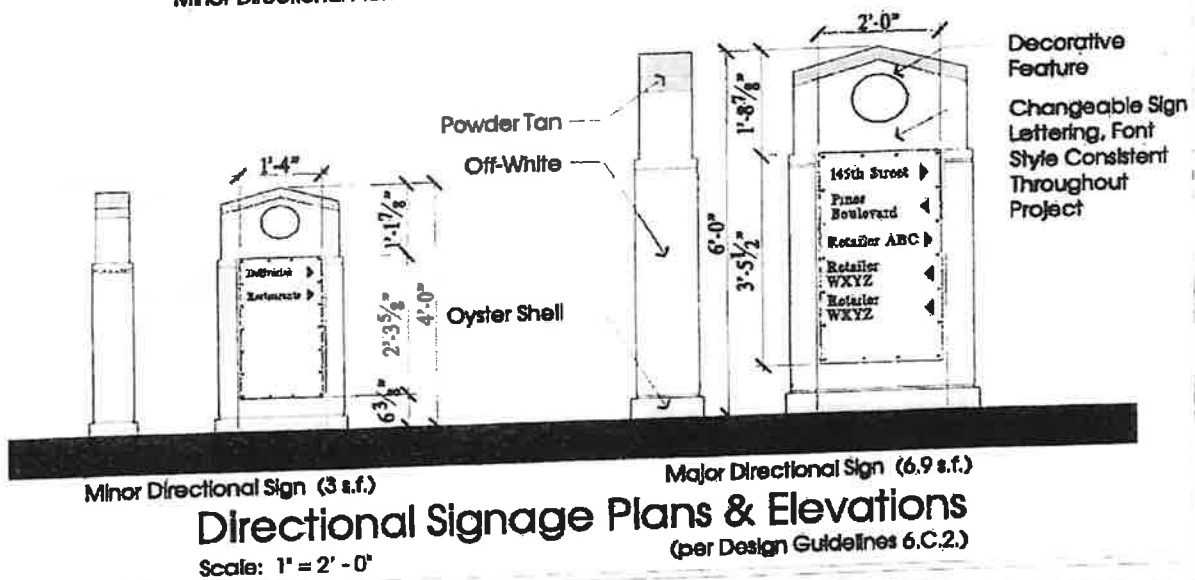 Minor Directional
2'-0"
Decorative
Feature
Changeable Sign
Lettering, Font
Style Consistent
Throughout
Project
Powder Tan
Off-White
Oyster Shell
1'-4"
1'-1 7/8"
2'-3 5/8"
4'-0"
6 3/8"
Restaurants
1'-8 7/8"
6'-0"
3'-5 1/2"
145th Street
Pines
Boulevard
Retailer ABC
Retailer
WXYZ
Retailer
WXYZ
Minor Directional Sign (3 s.f.)
Major Directional Sign (6.9 s.f.)
Directional Signage Plans & Elevations
(per Design Guidelines 6.C.2.)
Scale: 1" = 2' - 0"